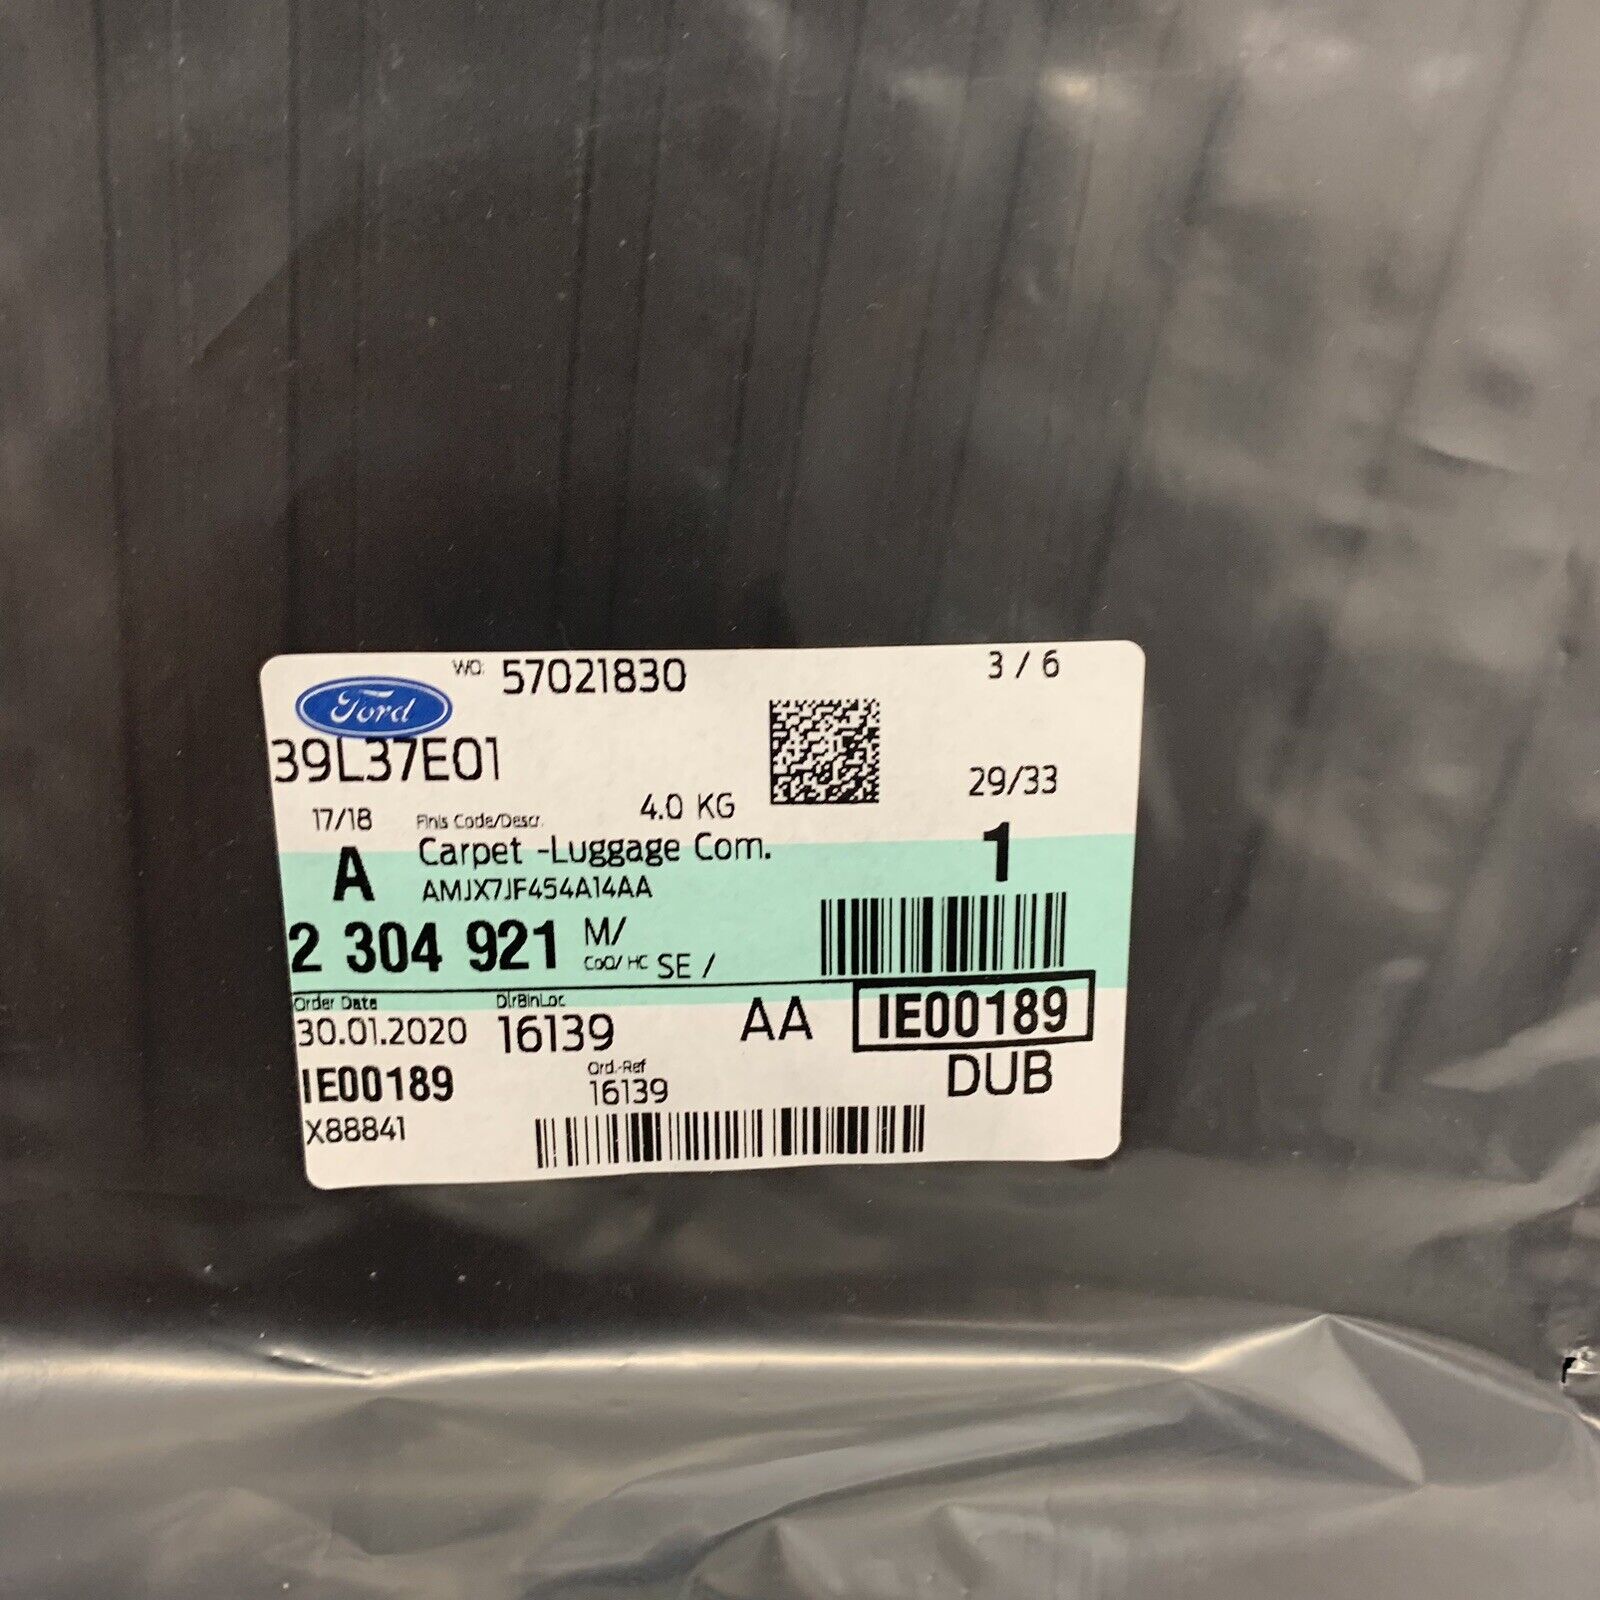 WO: 57021830
3 / 6
Ford
39L37E01
29/33
17/18 Finis Code/Descr. 4.0 KG
A Carpet -Luggage Com. 1
AMJX7JF454A14AA
2 304 921 M/
CoO/ HC SE /
Order Date DlrBinLoc
30.01.2020 16139 AA IE00189
IE00189 Ord.-Ref DUB
16139
X88841